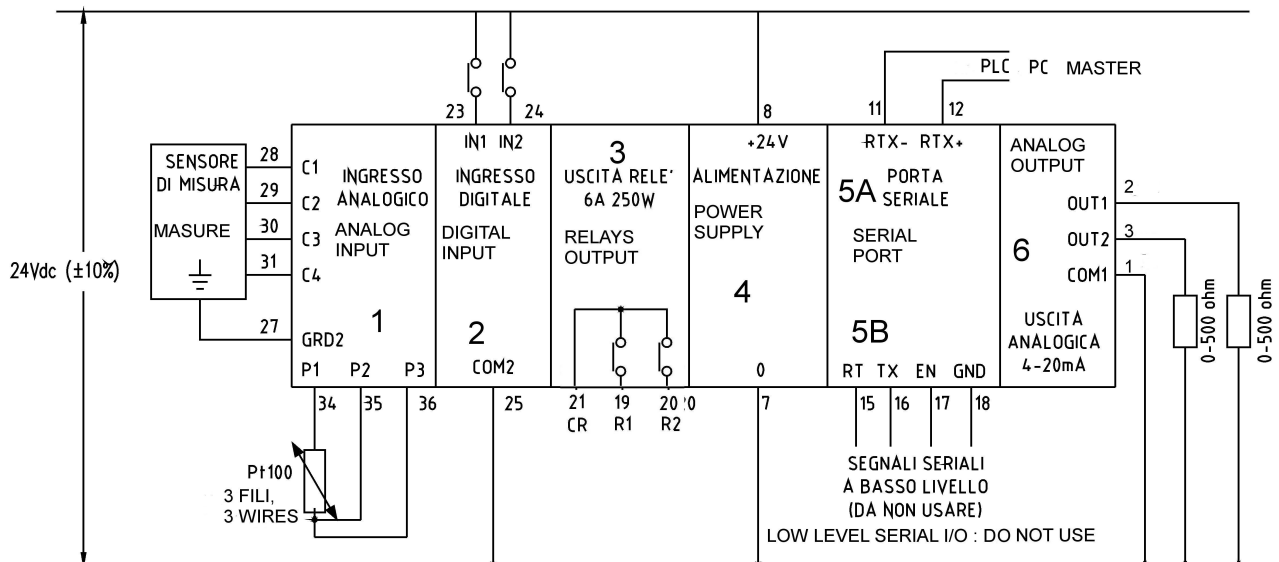 PLC PC MASTER
23 24 8 11 12
IN1 IN2
3
+24V
RTX- RTX+
ANALOG
OUTPUT
SENSORE
DI MISURA
MASURE
28
29
30
31
27
C1
C2
C3
C4
GRD2
INGRESSO
ANALOGICO
ANALOG
INPUT
1
P1 P2 P3
INGRESSO
DIGITALE
DIGITAL
INPUT
2
COM2
USCITA RELE'
6A 250W
RELAYS
OUTPUT
ALIMENTAZIONE
POWER
SUPPLY
4
0
5A
PORTA
SERIALE
SERIAL
PORT
5B
RT TX EN GND
OUT1
OUT2
COM1
2
3
1
6
USCITA
ANALOGICA
4-20mA
0-500 ohm
0-500 ohm
24Vdc (±10%)
34 35 36 25
21 19 20 20
CR R1 R2
7
15 16 17 18
Pt100
3 FILI,
3 WIRES
SEGNALI SERIALI
A BASSO LIVELLO
(DA NON USARE)
LOW LEVEL SERIAL I/O : DO NOT USE